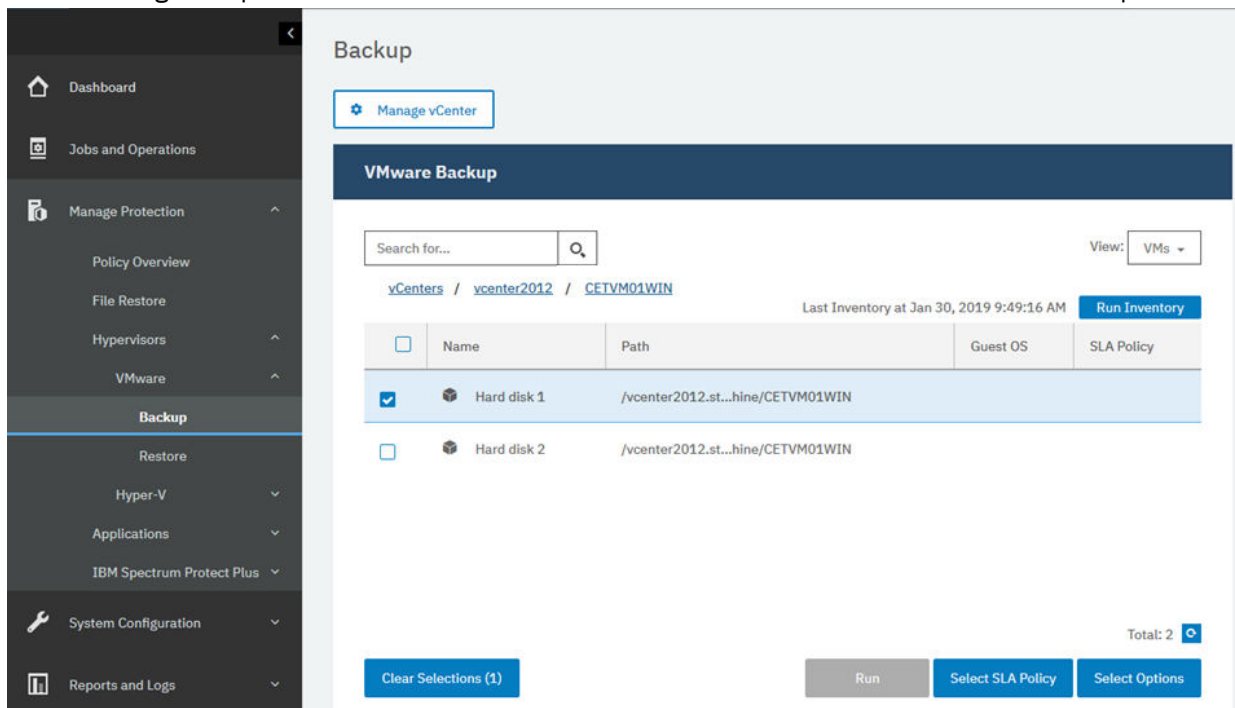 Backup
Manage vCenter
Dashboard
Jobs and Operations
Manage Protection
Policy Overview
File Restore
Hypervisors
VMware
Backup
Restore
Hyper-V
Applications
IBM Spectrum Protect Plus
System Configuration
Reports and Logs
VMware Backup
Search for...
View: VMs
vCenters / vcenter2012 / CETVM01WIN
Last Inventory at Jan 30, 2019 9:49:16 AM Run Inventory
Name Path Guest OS SLA Policy
Hard disk 1 /vcenter2012.st...hine/CETVM01WIN
Hard disk 2 /vcenter2012.st...hine/CETVM01WIN
Total: 2
Clear Selections (1) Run Select SLA Policy Select Options